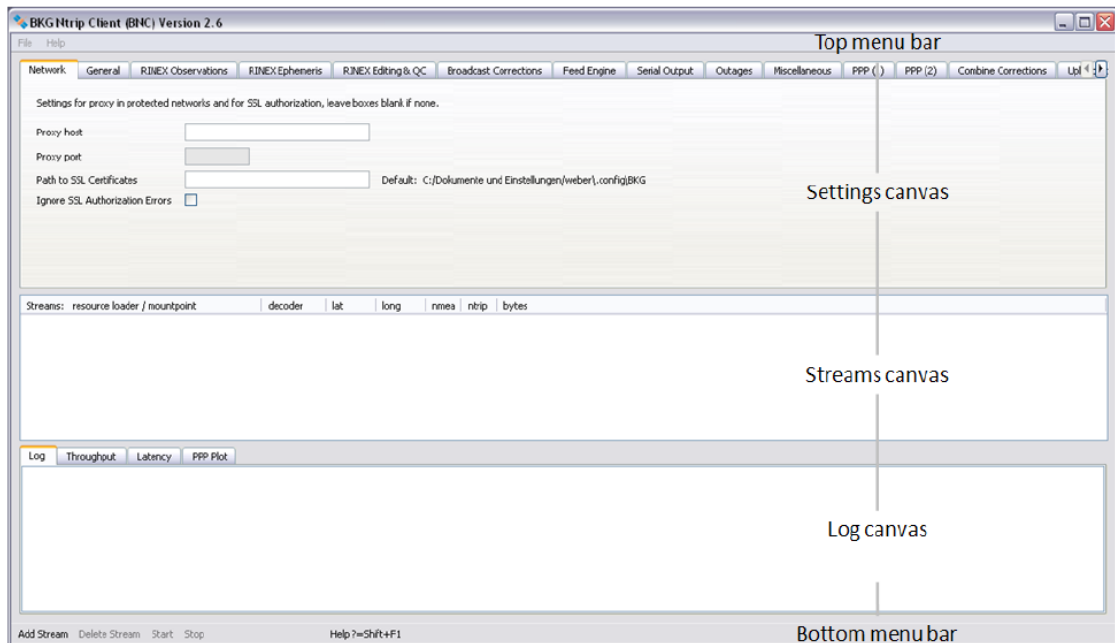 BKG Ntrip Client (BNC) Version 2.6
File Help
Top menu bar
Network General RINEX Observations RINEX Ephemeris RINEX Editing & QC Broadcast Corrections Feed Engine Serial Output Outages Miscellaneous PPP ( ) PPP (2) Combine Corrections Upl
Settings for proxy in protected networks and for SSL authorization, leave boxes blank if none.
Proxy host
Proxy port
Path to SSL Certificates Default: C:/Dokumente und Einstellungen/weber\.config\BKG
Settings canvas
Ignore SSL Authorization Errors
Streams: resource loader / mountpoint decoder lat long nmea ntrip bytes
Streams canvas
Log Throughput Latency PPP Plot
Log canvas
Add Stream Delete Stream Start Stop Help ?=Shift+F1
Bottom menu bar